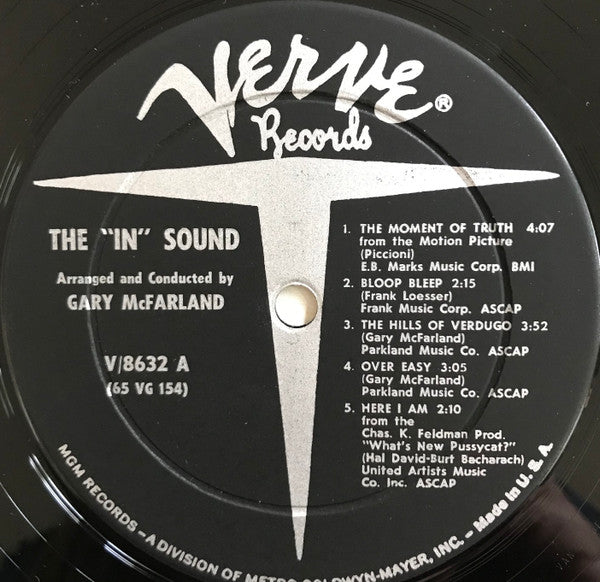 Verve®
Records
THE "IN" SOUND
Arranged and Conducted by
GARY McFARLAND
V/8632 A
(65 VG 154)
1. THE MOMENT OF TRUTH 4:07
from the Motion Picture
(Piccioni)
E.B. Marks Music Corp. BMI
2. BLOOP BLEEP 2:15
(Frank Loesser)
Frank Music Corp. ASCAP
3. THE HILLS OF VERDUGO 3:52
(Gary McFarland)
Parkland Music Co. ASCAP
4. OVER EASY 3:05
(Gary McFarland)
Parkland Music Co. ASCAP
5. HERE I AM 2:10
from the
Chas. K. Feldman Prod.
"What's New Pussycat?"
(Hal David-Burt Bacharach)
United Artists Music
Co. Inc. ASCAP
MGM RECORDS – A DIVISION OF METRO-GOLDWYN-MAYER, INC. – Made in U. S. A.